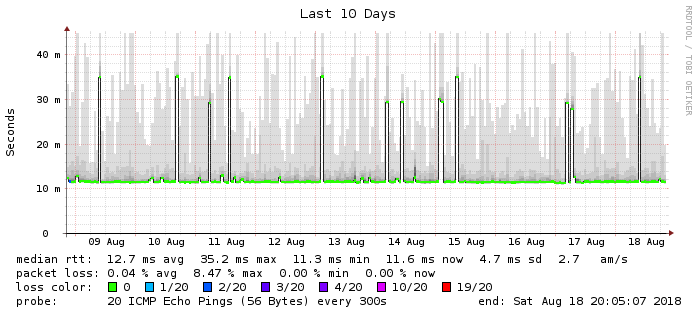 Last 10 Days
RRDTOOL / TOBI OETIKER
Seconds
40 m
30 m
20 m
10 m
0
09 Aug 10 Aug 11 Aug 12 Aug 13 Aug 14 Aug 15 Aug 16 Aug 17 Aug 18 Aug
median rtt: 12.7 ms avg 35.2 ms max 11.3 ms min 11.6 ms now 4.7 ms sd 2.7 am/s
packet loss: 0.04 % avg 8.47 % max 0.00 % min 0.00 % now
loss color: 0 1/20 2/20 3/20 4/20 10/20 19/20
probe: 20 ICMP Echo Pings (56 Bytes) every 300s end: Sat Aug 18 20:05:07 2018